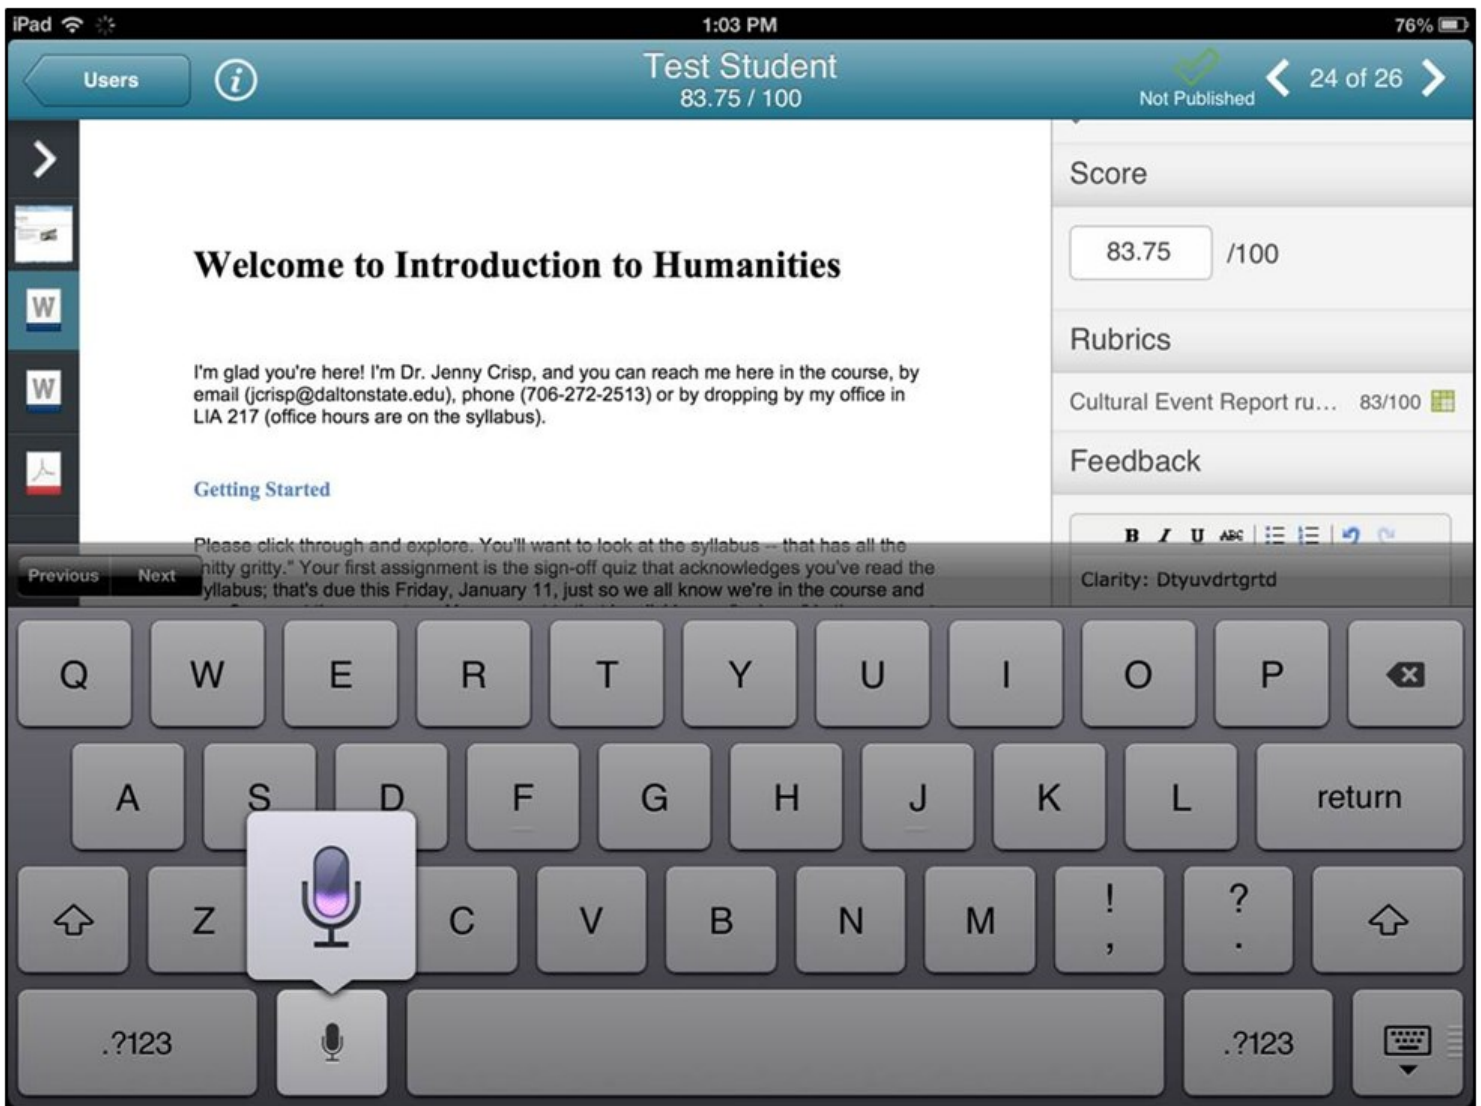 iPad 1:03 PM 76%
Users i Test Student Not Published 24 of 26
83.75 / 100
Score
83.75 /100
Rubrics
Cultural Event Report ru... 83/100
Feedback
B I U ABC
Clarity: Dtyuvdrtgrtd
W
W
Welcome to Introduction to Humanities
I'm glad you're here! I'm Dr. Jenny Crisp, and you can reach me here in the course, by
email (jcrisp@daltonstate.edu), phone (706-272-2513) or by dropping by my office in
LIA 217 (office hours are on the syllabus).
Getting Started
Please click through and explore. You'll want to look at the syllabus -- that has all the
nitty gritty." Your first assignment is the sign-off quiz that acknowledges you've read the
syllabus; that's due this Friday, January 11, just so we all know we're in the course and
Previous Next
Q W E R T Y U I O P
A S D F G H J K L return
Z C V B N M ! , ? .
.?123 .?123